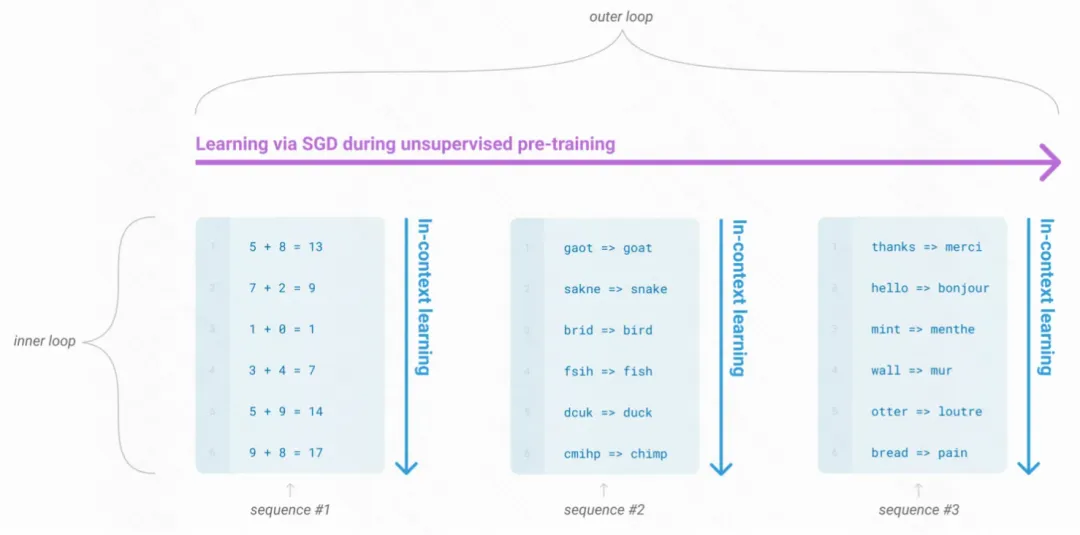 outer loop
Learning via SGD during unsupervised pre-training
inner loop
1 5 + 8 = 13
2 7 + 2 = 9
3 1 + 0 = 1
4 3 + 4 = 7
5 5 + 9 = 14
6 9 + 8 = 17
In-context learning
sequence #1
1 gaot => goat
2 sakne => snake
3 brid => bird
4 fsih => fish
5 dcuk => duck
6 cmihp => chimp
In-context learning
sequence #2
1 thanks => merci
2 hello => bonjour
3 mint => menthe
4 wall => mur
5 otter => loutre
6 bread => pain
In-context learning
sequence #3